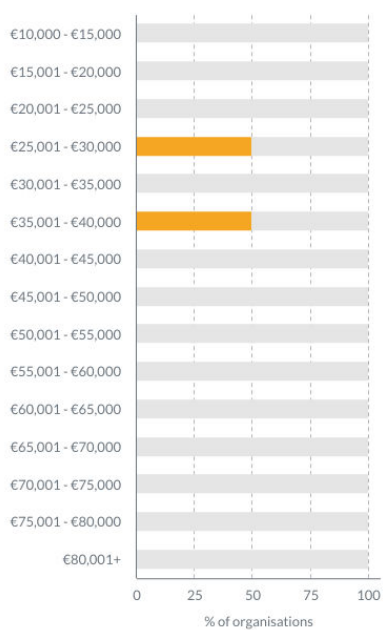 €10,000 - €15,000
€15,001 - €20,000
€20,001 - €25,000
€25,001 - €30,000
€30,001 - €35,000
€35,001 - €40,000
€40,001 - €45,000
€45,001 - €50,000
€50,001 - €55,000
€55,001 - €60,000
€60,001 - €65,000
€65,001 - €70,000
€70,001 - €75,000
€75,001 - €80,000
€80,001+
0 25 50 75 100
% of organisations